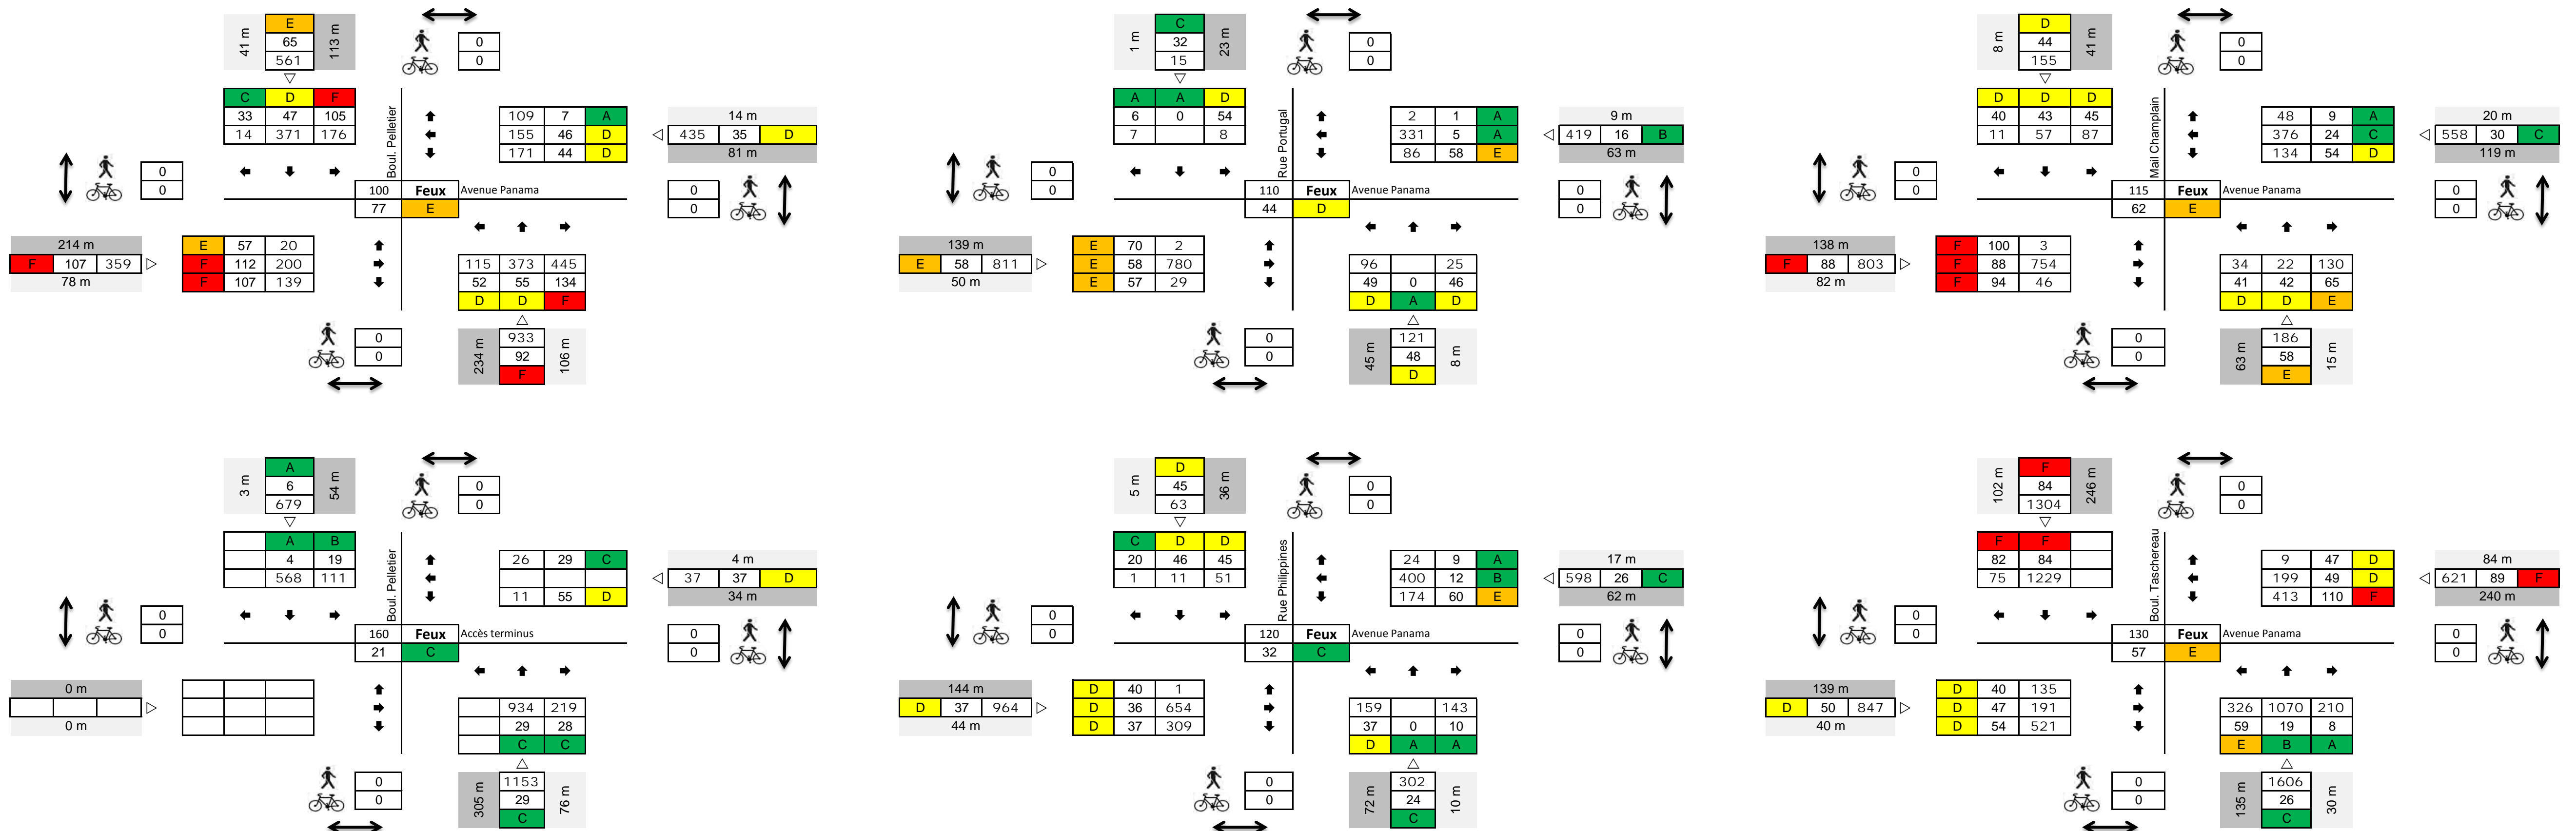 E
41 m 65 113 m 0
561 0
C D F
33 47 105
14 371 176
Boul. Pelletier
109 7 A
155 46 D
171 44 D
14 m
435 35 D
81 m
0
0
100 Feux Avenue Panama
77 E
0
0
214 m
F 107 359
78 m
E 57 20
F 112 200
F 107 139
115 373 445
52 55 134
D D F
0
0
933
234 m 92 106 m
F
C
1 m 32 23 m 0
15 0
A A D
6 0 54
7 8
Rue Portugal
2 1 A
331 5 A
86 58 E
9 m
419 16 B
63 m
0
0
110 Feux Avenue Panama
44 D
0
0
139 m
E 58 811
50 m
E 70 2
E 58 780
E 57 29
96 25
49 0 46
D A D
0
0
121
45 m 48 8 m
D
D
8 m 44 41 m 0
155 0
D D D
40 43 45
11 57 87
Mail Champlain
48 9 A
376 24 C
134 54 D
20 m
558 30 C
119 m
0
0
115 Feux Avenue Panama
62 E
0
0
138 m
F 88 803
82 m
F 100 3
F 88 754
F 94 46
34 22 130
41 42 65
D D E
0
0
186
63 m 58 15 m
E
A
3 m 6 54 m 0
679 0
A B
4 19
568 111
Boul. Pelletier
26 29 C
11 55 D
4 m
37 37 D
34 m
0
0
160 Feux Accès terminus
21 C
0
0
0 m
0 m
934 219
29 28
C C
0
0
1153
305 m 29 76 m
C
D
5 m 45 36 m 0
63 0
C D D
20 46 45
1 11 51
Rue Philippines
24 9 A
400 12 B
174 60 E
17 m
598 26 C
62 m
0
0
120 Feux Avenue Panama
32 C
0
0
144 m
D 37 964
44 m
D 40 1
D 36 654
D 37 309
159 143
37 0 10
D A A
0
0
302
72 m 24 10 m
C
F
102 m 84 246 m 0
1304 0
F F
82 84
75 1229
Boul. Taschereau
9 47 D
199 49 D
413 110 F
84 m
621 89 F
240 m
0
0
130 Feux Avenue Panama
57 E
0
0
139 m
D 50 847
40 m
D 40 135
D 47 191
D 54 521
326 1070 210
59 19 8
E B A
0
0
1606
135 m 26 30 m
C